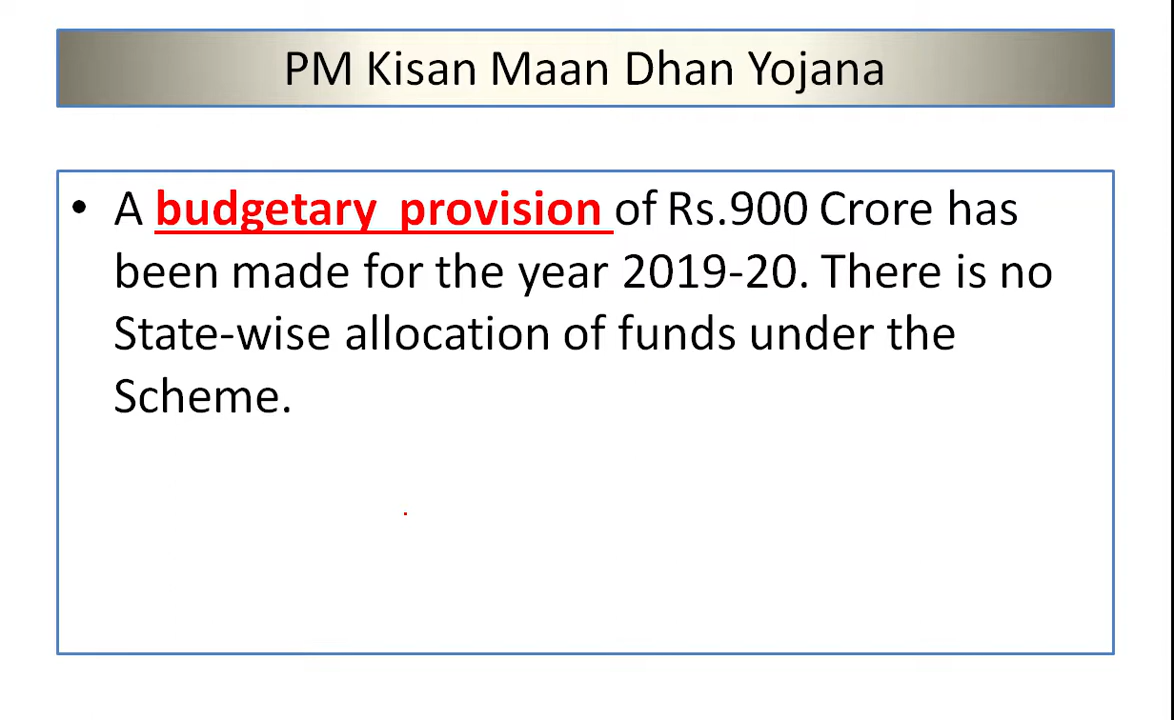 PM Kisan Maan Dhan Yojana
• A budgetary provision of Rs.900 Crore has
been made for the year 2019-20. There is no
State-wise allocation of funds under the
Scheme.